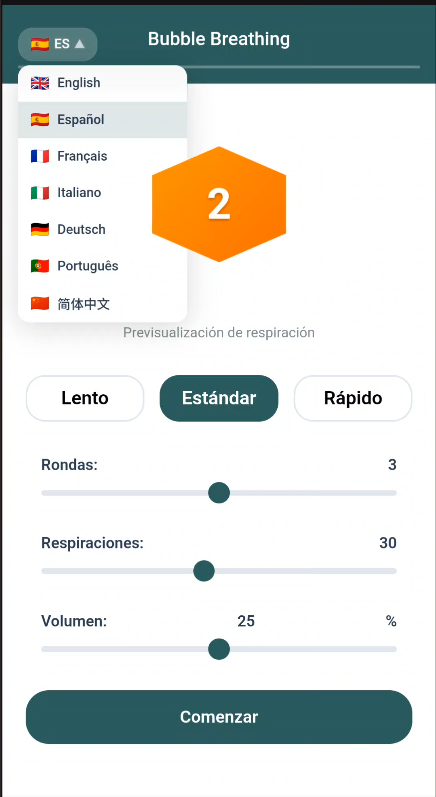 ES
Bubble Breathing
English
Español
Français
Italiano
Deutsch
Português
简体中文
2
Previsualización de respiración
Lento
Estándar
Rápido
Rondas: 3
Respiraciones: 30
Volumen: 25 %
Comenzar